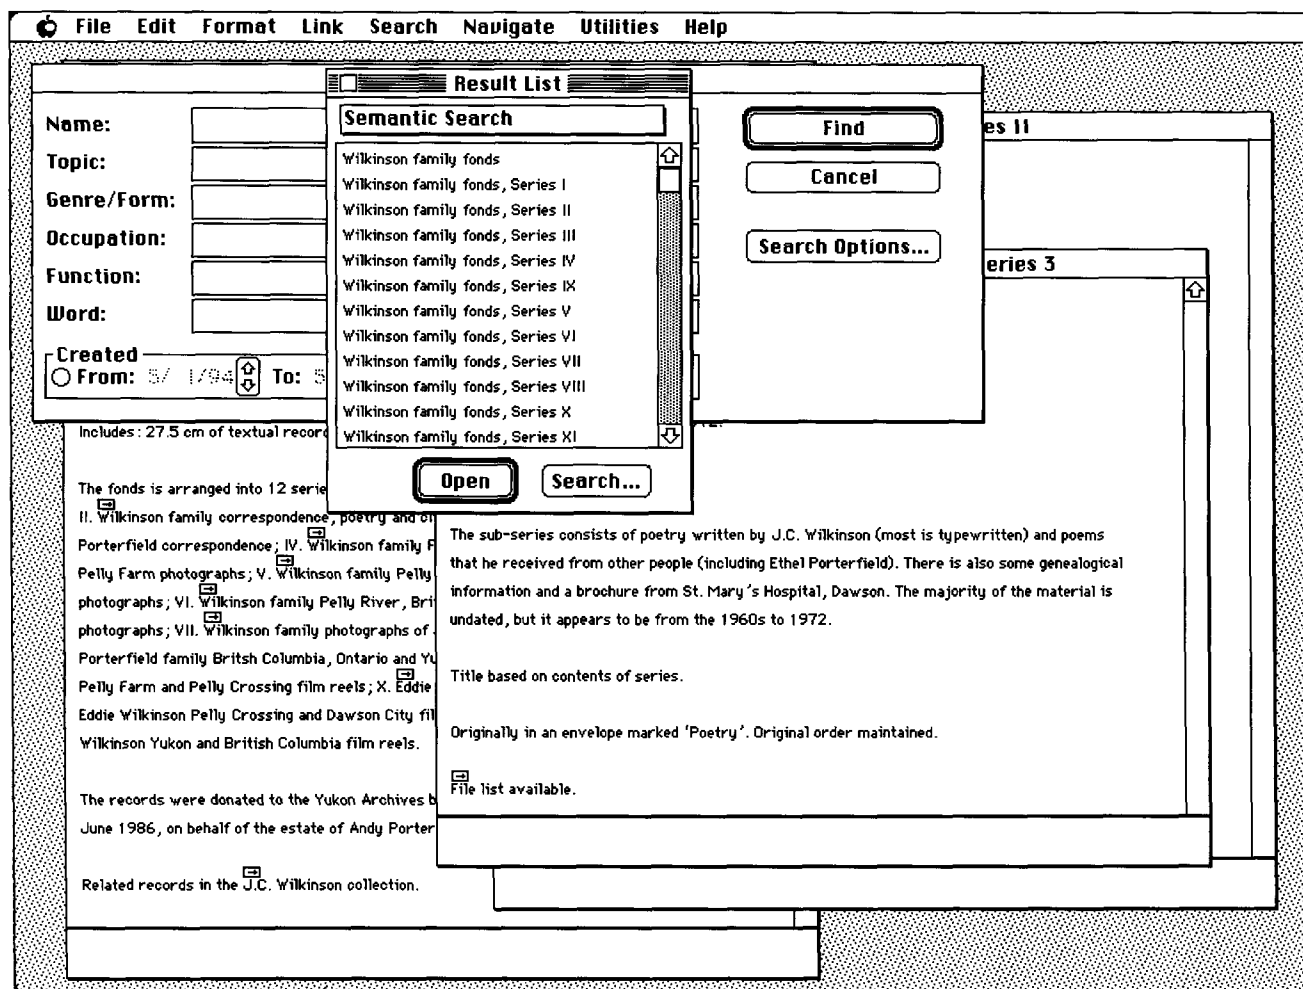 File Edit Format Link Search Navigate Utilities Help
Result List
Semantic Search
Wilkinson family fonds
Wilkinson family fonds, Series I
Wilkinson family fonds, Series II
Wilkinson family fonds, Series III
Wilkinson family fonds, Series IV
Wilkinson family fonds, Series IX
Wilkinson family fonds, Series V
Wilkinson family fonds, Series VI
Wilkinson family fonds, Series VII
Wilkinson family fonds, Series VIII
Wilkinson family fonds, Series X
Wilkinson family fonds, Series XI
Open Search...
Name:
Topic:
Genre/Form:
Occupation:
Function:
Word:
Created
From: 5/ 1/94 To: 5
Find
Cancel
Search Options...
es II
eries 3
Includes: 27.5 cm of textual record
The fonds is arranged into 12 serie
II. Wilkinson family correspondence, poetry and
Porterfield correspondence; IV. Wilkinson family P
Pelly Farm photographs; V. Wilkinson family Pelly
photographs; VI. Wilkinson family Pelly River, Bri
photographs; VII. Wilkinson family photographs of
Porterfield family Britsh Columbia, Ontario and Yu
Pelly Farm and Pelly Crossing film reels; X. Eddie
Eddie Wilkinson Pelly Crossing and Dawson City fil
Wilkinson Yukon and British Columbia film reels.
The records were donated to the Yukon Archives b
June 1986, on behalf of the estate of Andy Porter
Related records in the J.C. Wilkinson collection.
The sub-series consists of poetry written by J.C. Wilkinson (most is typewritten) and poems
that he received from other people (including Ethel Porterfield). There is also some genealogical
information and a brochure from St. Mary's Hospital, Dawson. The majority of the material is
undated, but it appears to be from the 1960s to 1972.
Title based on contents of series.
Originally in an envelope marked 'Poetry'. Original order maintained.
File list available.